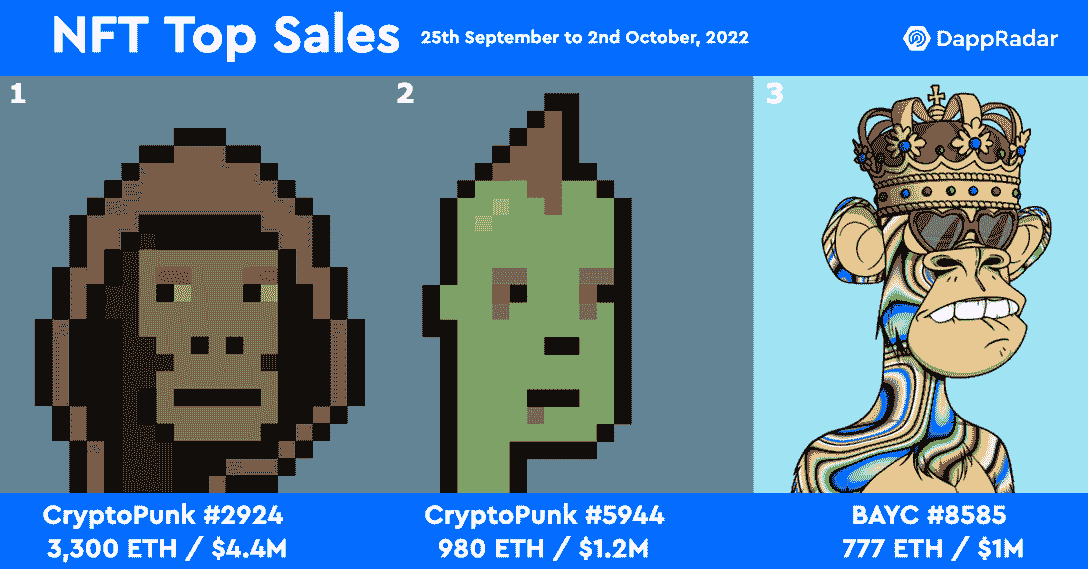 NFT Top Sales 25th September to 2nd October, 2022 DappRadar
1 2 3
CryptoPunk #2924 CryptoPunk #5944 BAYC #8585
3,300 ETH / $4.4M 980 ETH / $1.2M 777 ETH / $1M